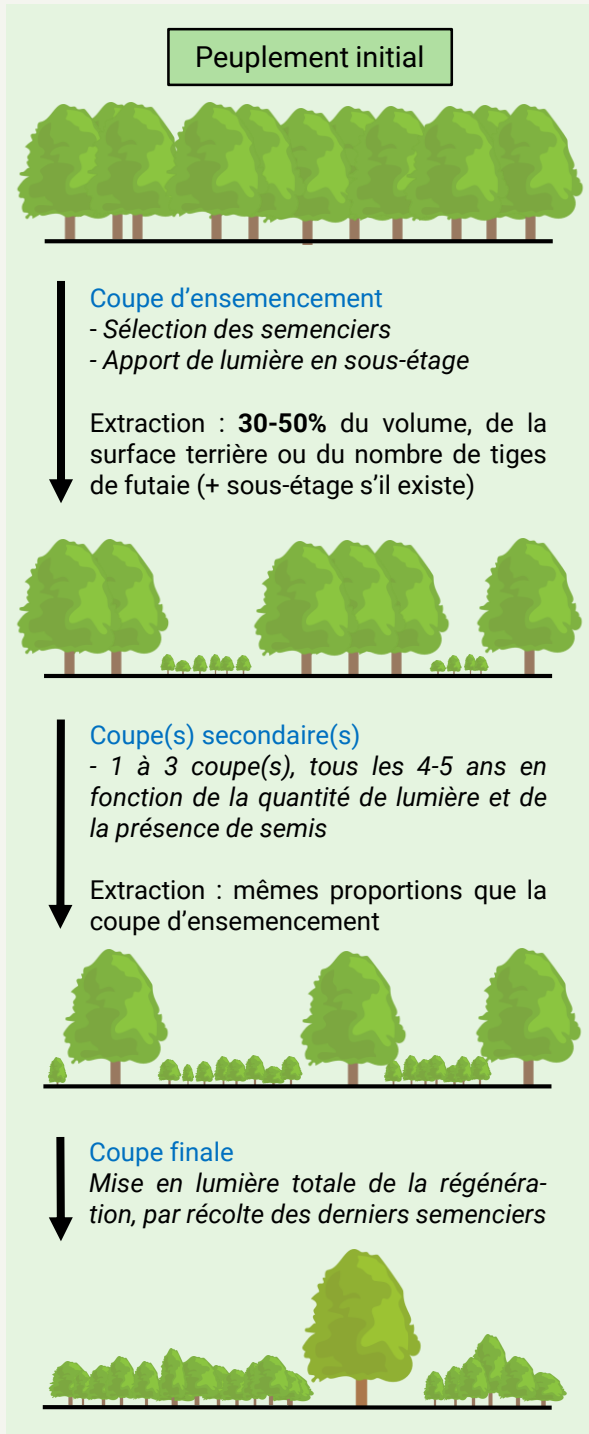 Peuplement initial
Coupe d’ensemencement
- Sélection des semenciers
- Apport de lumière en sous-étage
Extraction : 30-50% du volume, de la
surface terrière ou du nombre de tiges
de futaie (+ sous-étage s’il existe)
Coupe(s) secondaire(s)
- 1 à 3 coupe(s), tous les 4-5 ans en
fonction de la quantité de lumière et de
la présence de semis
Extraction : mêmes proportions que la
coupe d’ensemencement
Coupe finale
Mise en lumière totale de la régénéra-
tion, par récolte des derniers semenciers